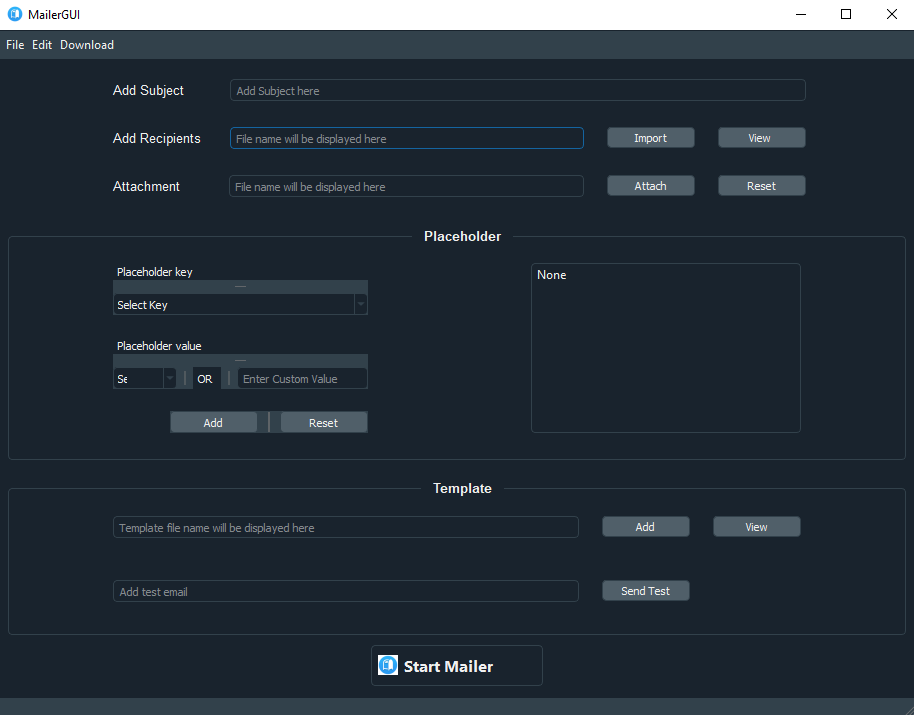 MailerGUI
File Edit Download
Add Subject Add Subject here
Add Recipients File name will be displayed here Import View
Attachment File name will be displayed here Attach Reset
Placeholder
Placeholder key
Select Key
None
Placeholder value
Se OR Enter Custom Value
Add Reset
Template
Template file name will be displayed here Add View
Add test email Send Test
Start Mailer